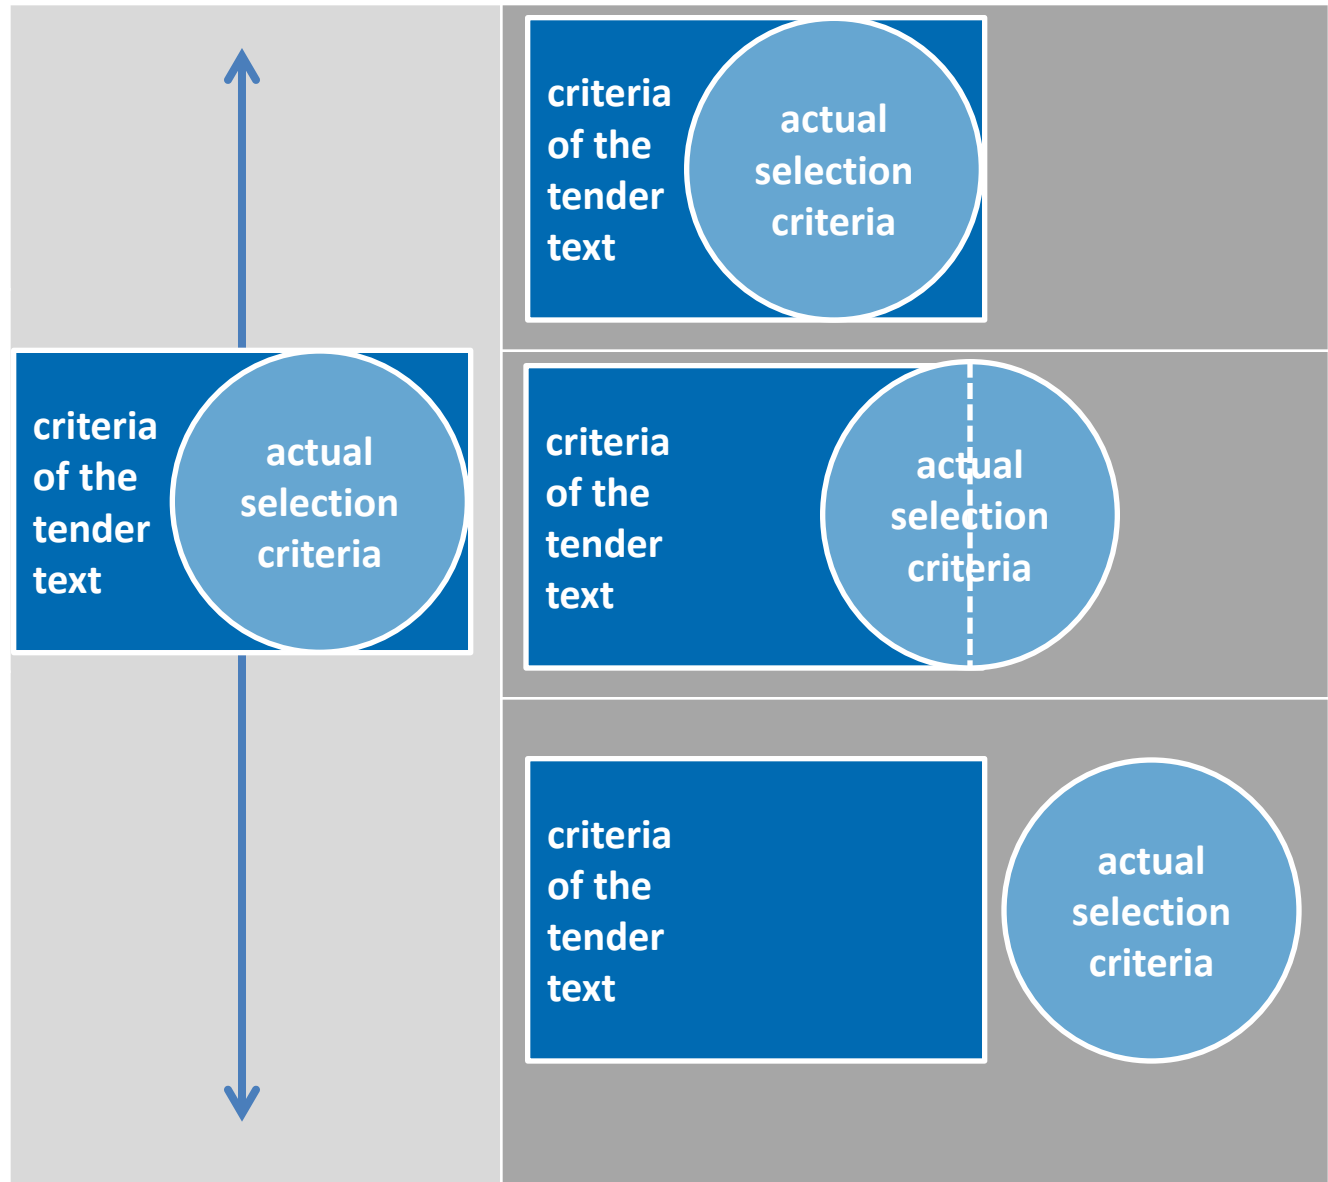 criteria
of the
tender
text
actual
selection
criteria
criteria
of the
tender
text
actual
selection
criteria
criteria
of the
tender
text
actual
selection
criteria
criteria
of the
tender
text
actual
selection
criteria